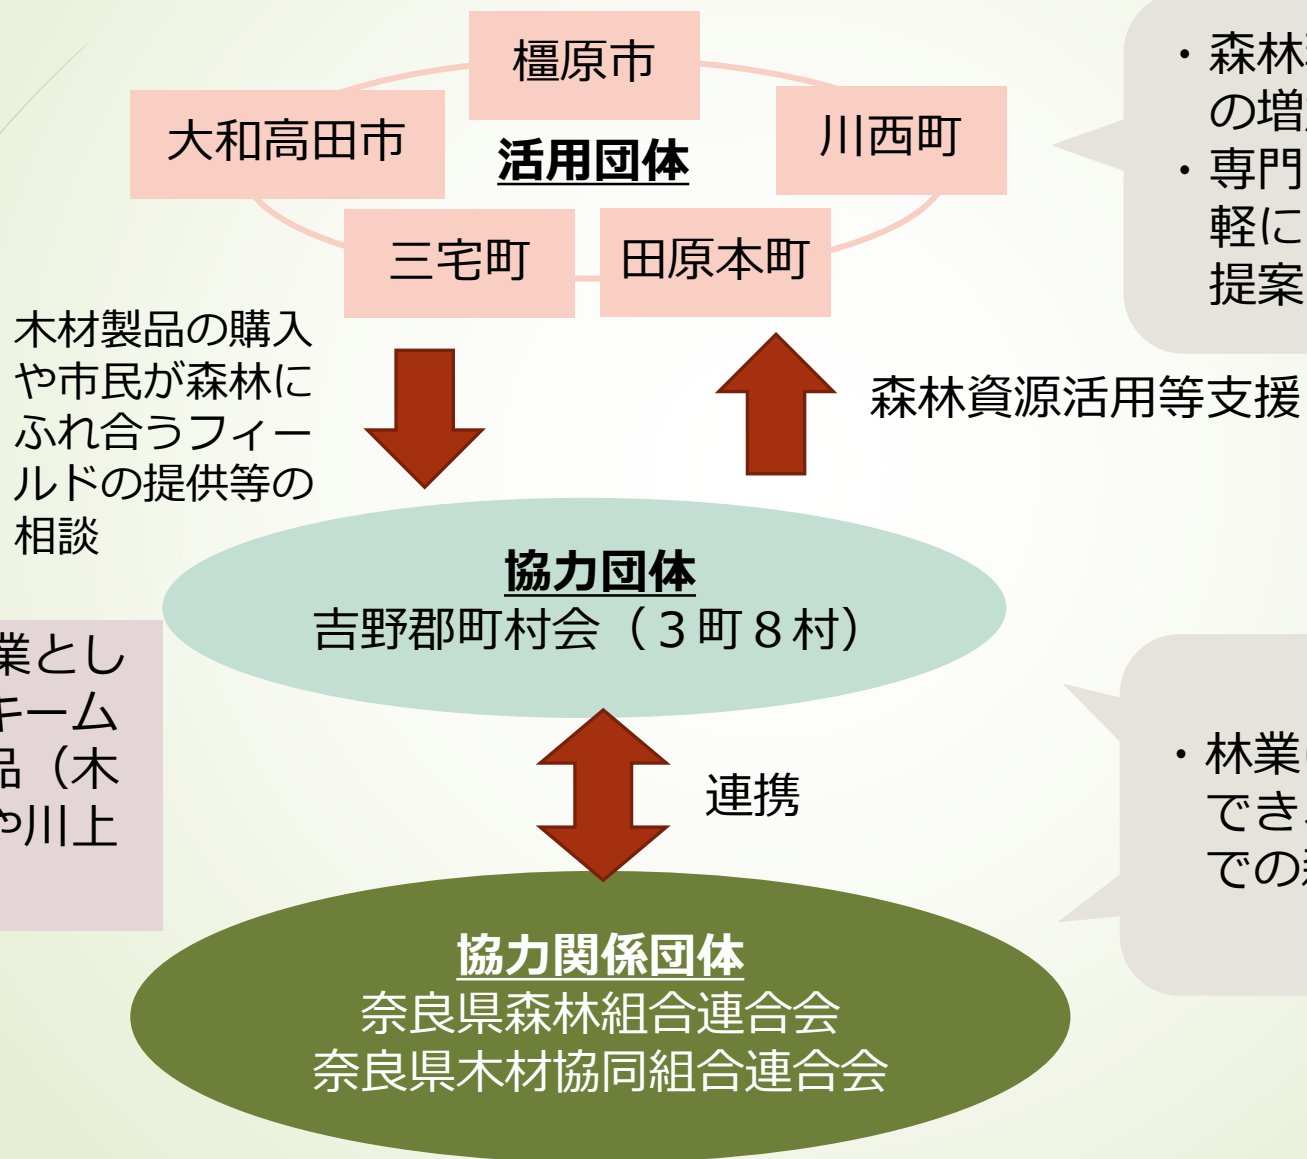 橿原市
大和高田市
川西町
活用団体
三宅町
田原本町
・森林
の増
・専門
軽に
提案
木材製品の購入
や市民が森林に
ふれ合うフィー
ルドの提供等の
相談
森林資源活用等支援
協力団体
吉野郡町村会（３町８村）
業とし
キーム
品（木
や川上
連携
・林業
でき
での
協力関係団体
奈良県森林組合連合会
奈良県木材協同組合連合会